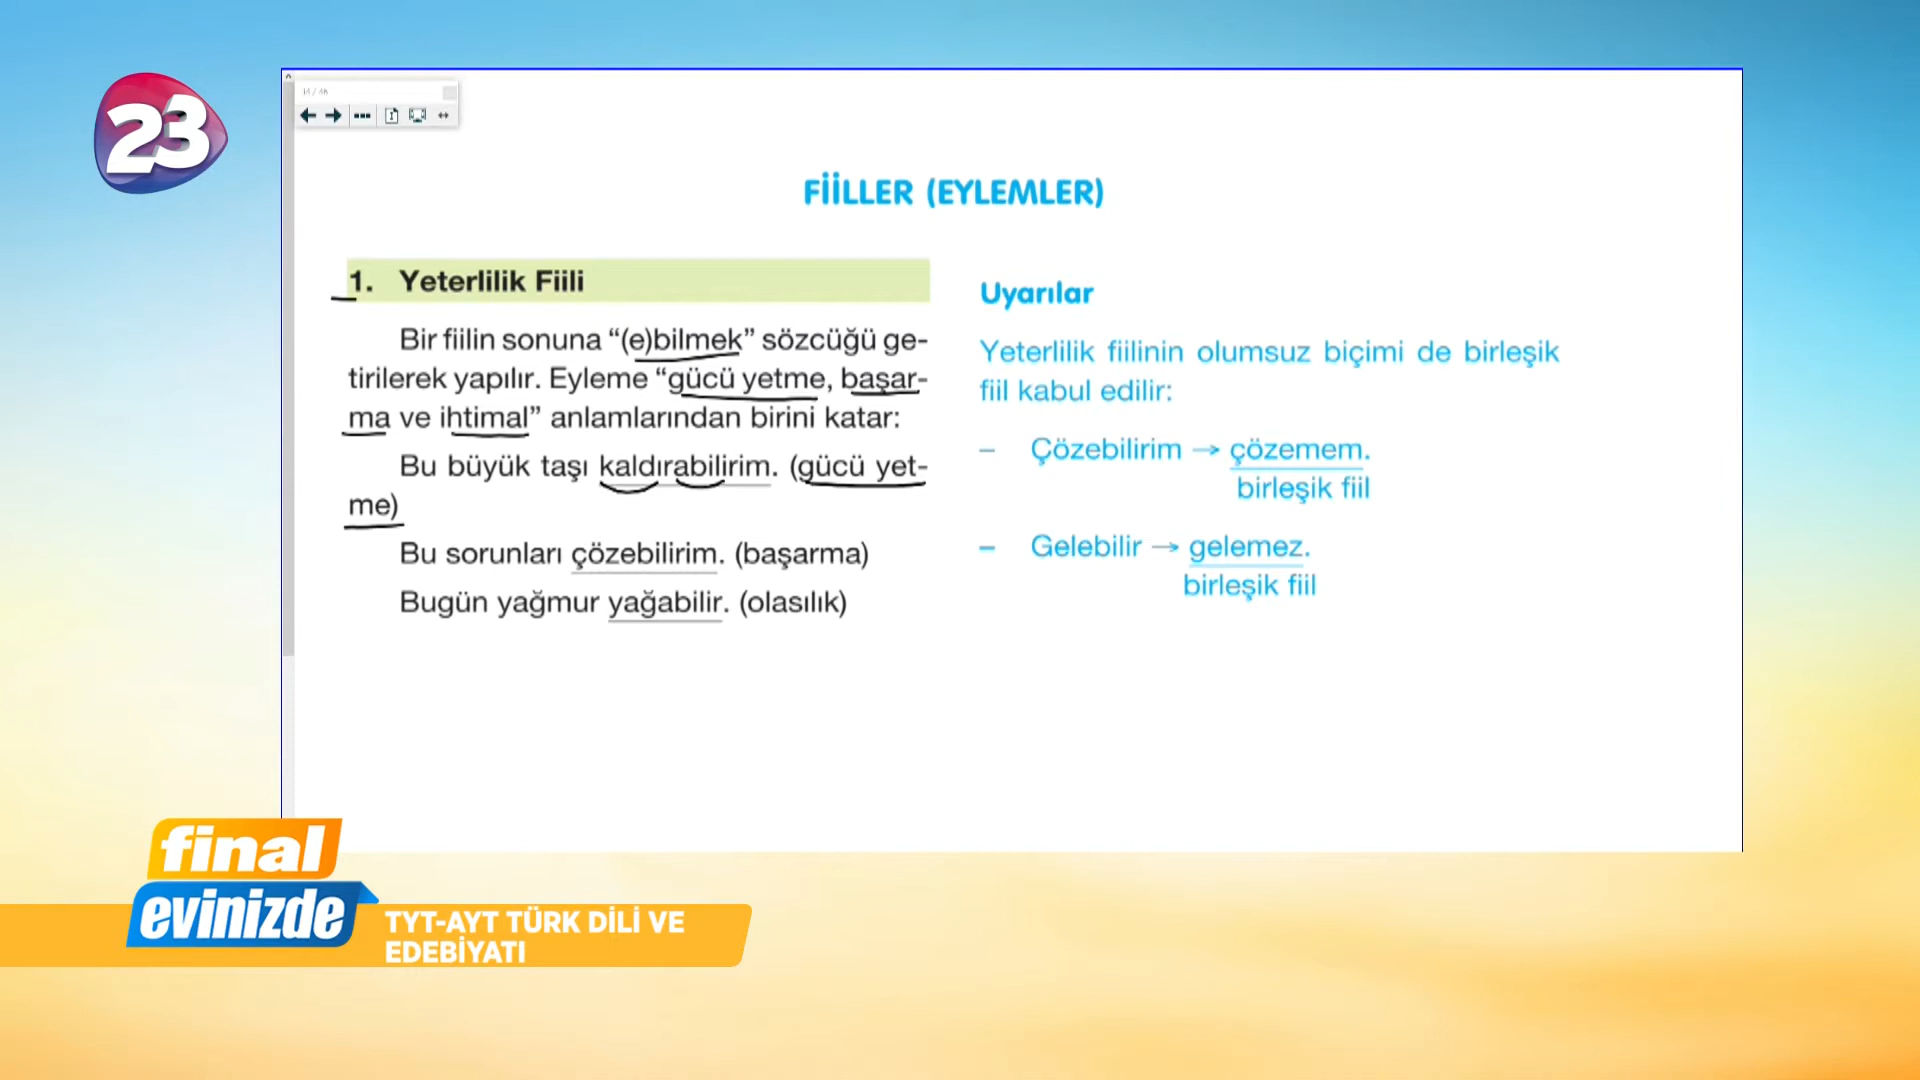 23
14 / 48
FİİLLER (EYLEMLER)
1. Yeterlilik Fiili
Bir fiilin sonuna “(e)bilmek” sözcüğü ge-
tirilerek yapılır. Eyleme “gücü yetme, başar-
ma ve ihtimal” anlamlarından birini katar:
Bu büyük taşı kaldırabilirim. (gücü yet-
me)
Bu sorunları çözebilirim. (başarma)
Bugün yağmur yağabilir. (olasılık)
Uyarılar
Yeterlilik fiilinin olumsuz biçimi de birleşik
fiil kabul edilir:
– Çözebilirim → çözemem.
birleşik fiil
– Gelebilir → gelemez.
birleşik fiil
final
evinizde
TYT-AYT TÜRK DİLİ VE
EDEBİYATI